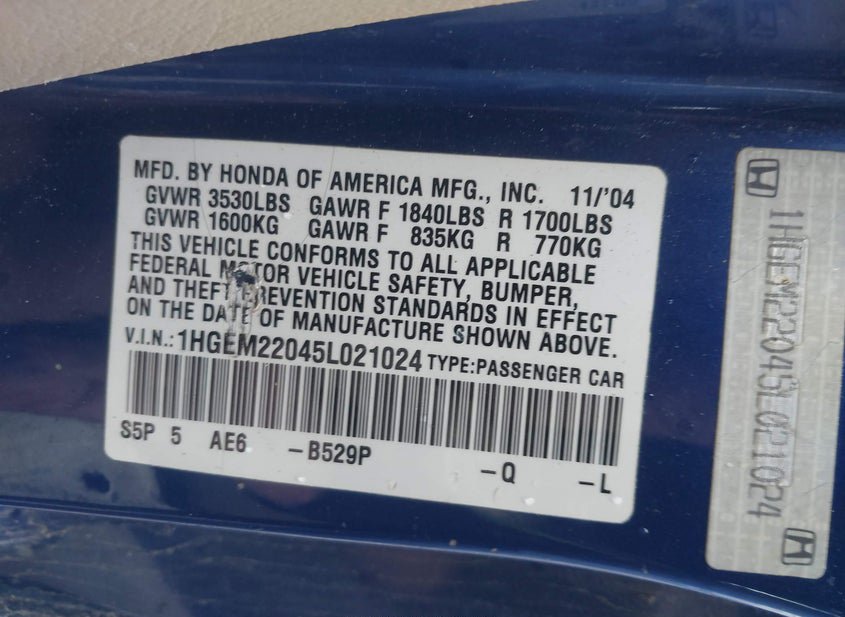 MFD. BY HONDA OF AMERICA MFG., INC. 11/'04
GVWR 3530LBS GAWR F 1840LBS R 1700LBS
GVWR 1600KG GAWR F 835KG R 770KG
THIS VEHICLE CONFORMS TO ALL APPLICABLE
FEDERAL MOTOR VEHICLE SAFETY, BUMPER,
AND THEFT PREVENTION STANDARDS IN EFFECT
ON THE DATE OF MANUFACTURE SHOWN ABOVE.
V.I.N.: 1HGEM22045L021024 TYPE:PASSENGER CAR
S5P 5 AE6 -B529P -Q -L
1HGEM22045L021024